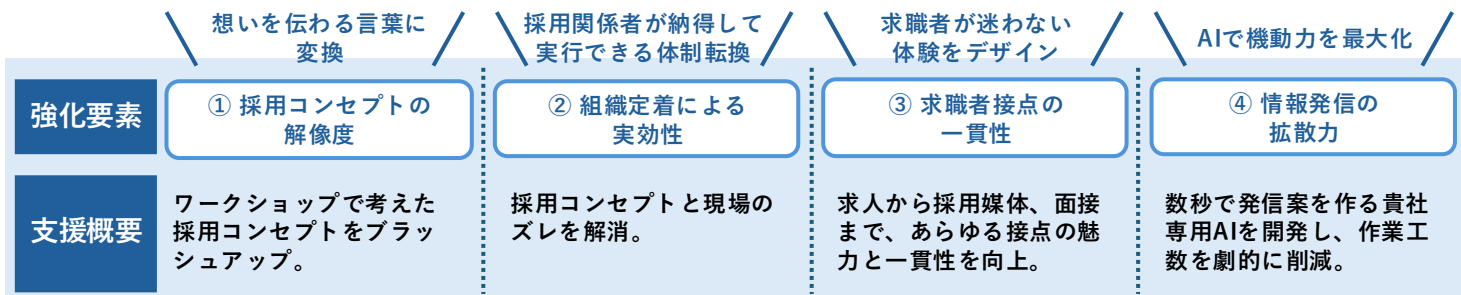 想いを伝わる言葉に
変換
採用関係者が納得して
実行できる体制転換
求職者が迷わない
体験をデザイン
AIで機動力を最大化
強化要素
① 採用コンセプトの
解像度
② 組織定着による
実効性
③ 求職者接点の
一貫性
④ 情報発信の
拡散力
支援概要
ワークショップで考えた
採用コンセプトをブラッ
シュアップ。
採用コンセプトと現場の
ズレを解消。
求人から採用媒体、面接
まで、あらゆる接点の魅
力と一貫性を向上。
数秒で発信案を作る貴社
専用AIを開発し、作業工
数を劇的に削減。